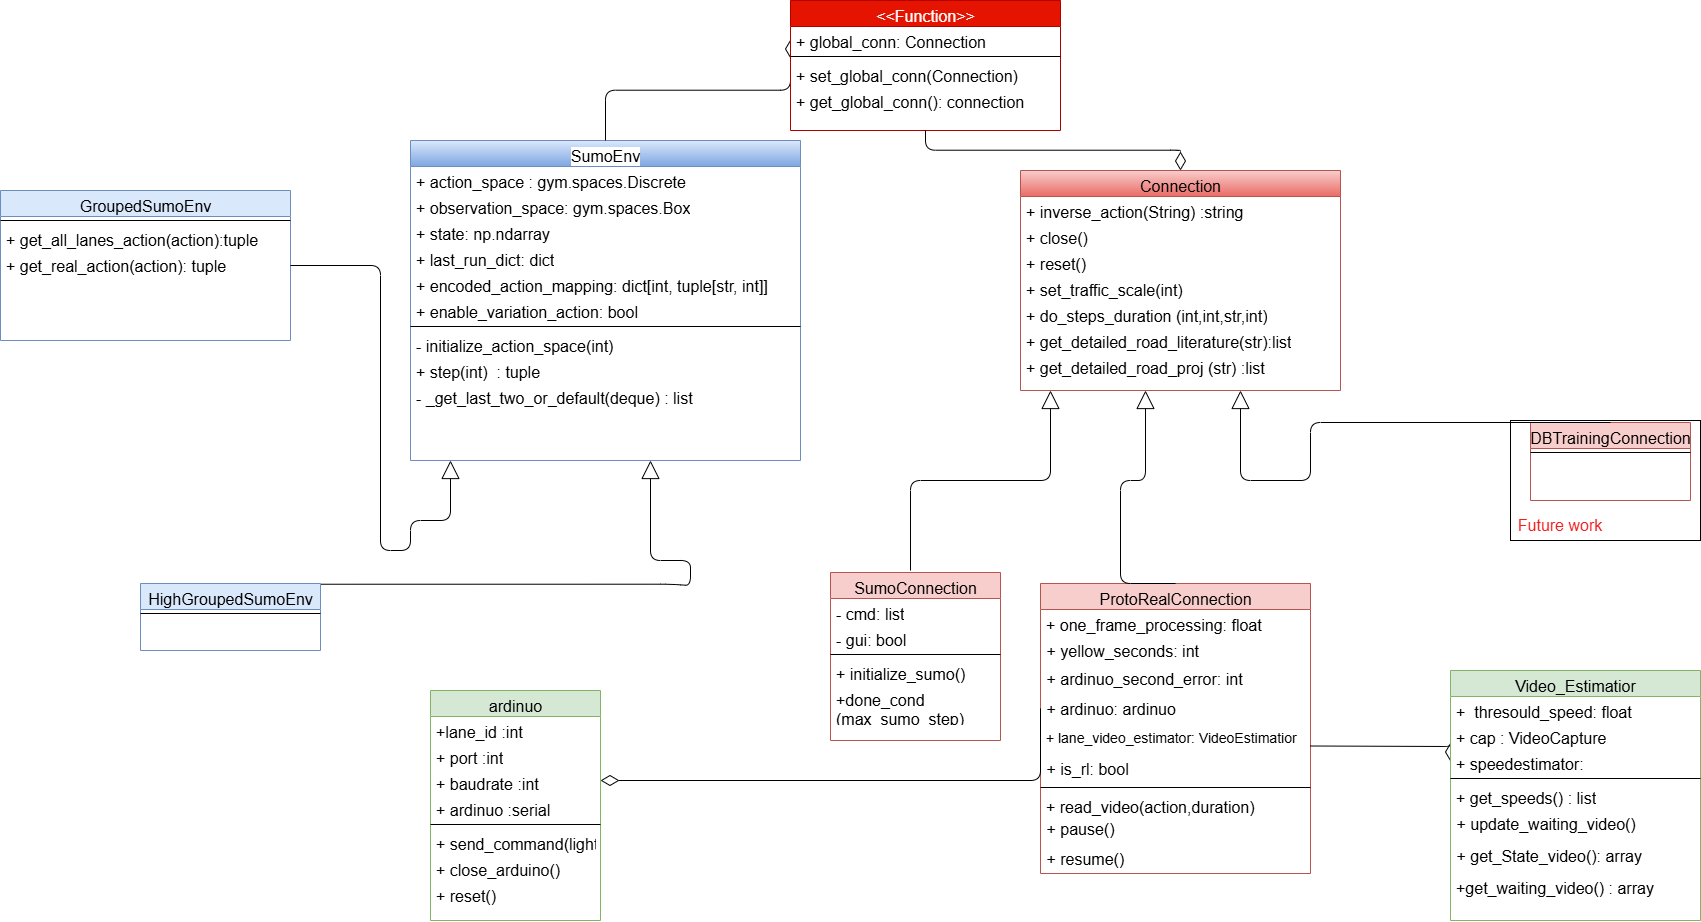 <<Function>>
+ global_conn: Connection
+ set_global_conn(Connection)
+ get_global_conn(): connection
SumoEnv
+ action_space : gym.spaces.Discrete
+ observation_space: gym.spaces.Box
+ state: np.ndarray
+ last_run_dict: dict
+ encoded_action_mapping: dict[int, tuple[str, int]]
+ enable_variation_action: bool
- initialize_action_space(int)
+ step(int)  : tuple
- _get_last_two_or_default(deque) : list
GroupedSumoEnv
+ get_all_lanes_action(action):tuple
+ get_real_action(action): tuple
Connection
+ inverse_action(String) :string
+ close()
+ reset()
+ set_traffic_scale(int)
+ do_steps_duration (int,int,str,int)
+ get_detailed_road_literature(str):list
+ get_detailed_road_proj (str) :list
DBTrainingConnection
Future work
HighGroupedSumoEnv
SumoConnection
- cmd: list
- gui: bool
+ initialize_sumo()
+done_cond
(max_sumo_step)
ProtoRealConnection
+ one_frame_processing: float
+ yellow_seconds: int
+ ardinuo_second_error: int
+ ardinuo: ardinuo
+ lane_video_estimator: VideoEstimatior
+ is_rl: bool
+ read_video(action,duration)
+ pause()
+ resume()
ardinuo
+lane_id :int
+ port :int
+ baudrate :int
+ ardinuo :serial
+ send_command(light
+ close_arduino()
+ reset()
Video_Estimatior
+  thresould_speed: float
+ cap : VideoCapture
+ speedestimator:
+ get_speeds() : list
+ update_waiting_video()
+ get_State_video(): array
+get_waiting_video() : array